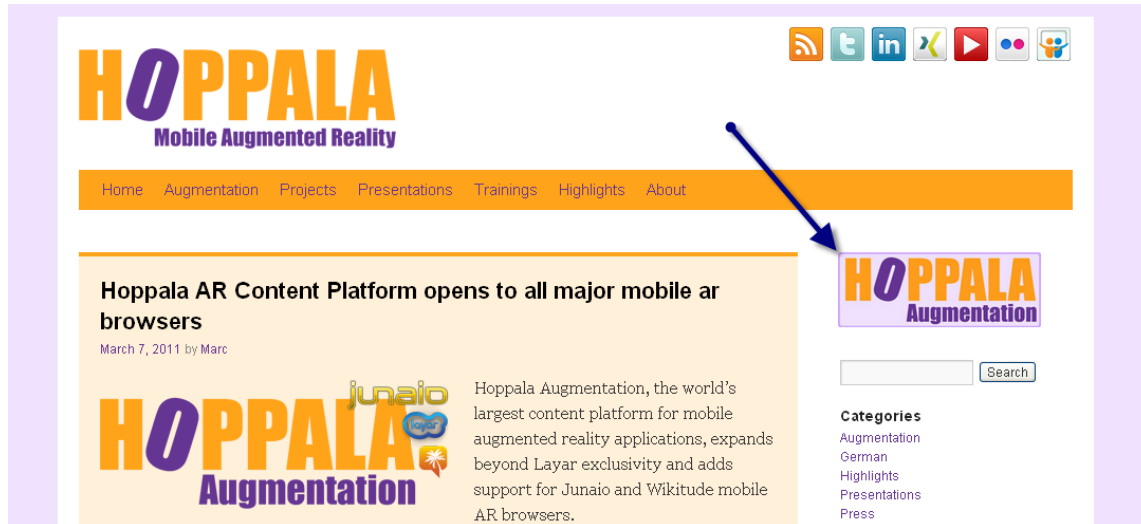 HOPPALA
Mobile Augmented Reality
Home Augmentation Projects Presentations Trainings Highlights About
Hoppala AR Content Platform opens to all major mobile ar
browsers
March 7, 2011 by Marc
junaio
layar
HOPPALA
Augmentation
Hoppala Augmentation, the world's
largest content platform for mobile
augmented reality applications, expands
beyond Layar exclusivity and adds
support for Junaio and Wikitude mobile
AR browsers.
HOPPALA
Augmentation
Search
Categories
Augmentation
German
Highlights
Presentations
Press